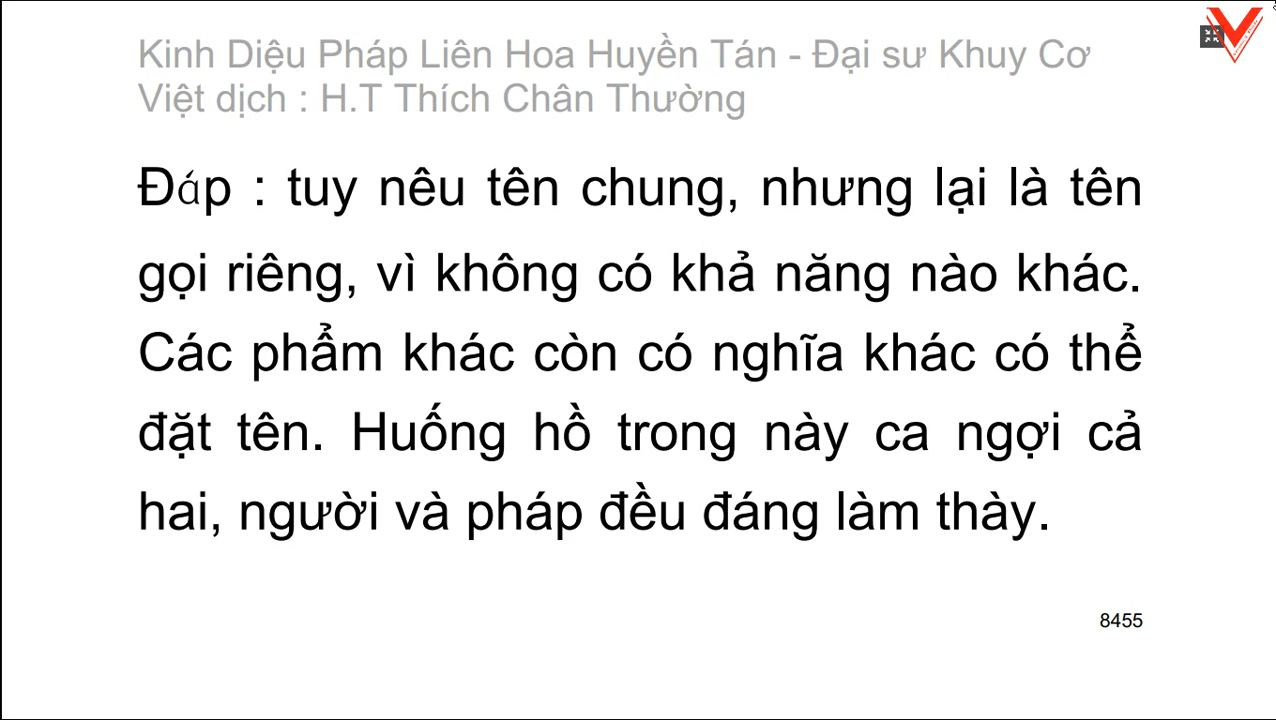 Kinh Diệu Pháp Liên Hoa Huyền Tán - Đại sư Khuy Cơ
Việt dịch : H.T Thích Chân Thường
Đáp : tuy nêu tên chung, nhưng lại là tên
gọi riêng, vì không có khả năng nào khác.
Các phẩm khác còn có nghĩa khác có thể
đặt tên. Huống hồ trong này ca ngợi cả
hai, người và pháp đều đáng làm thày.
8455